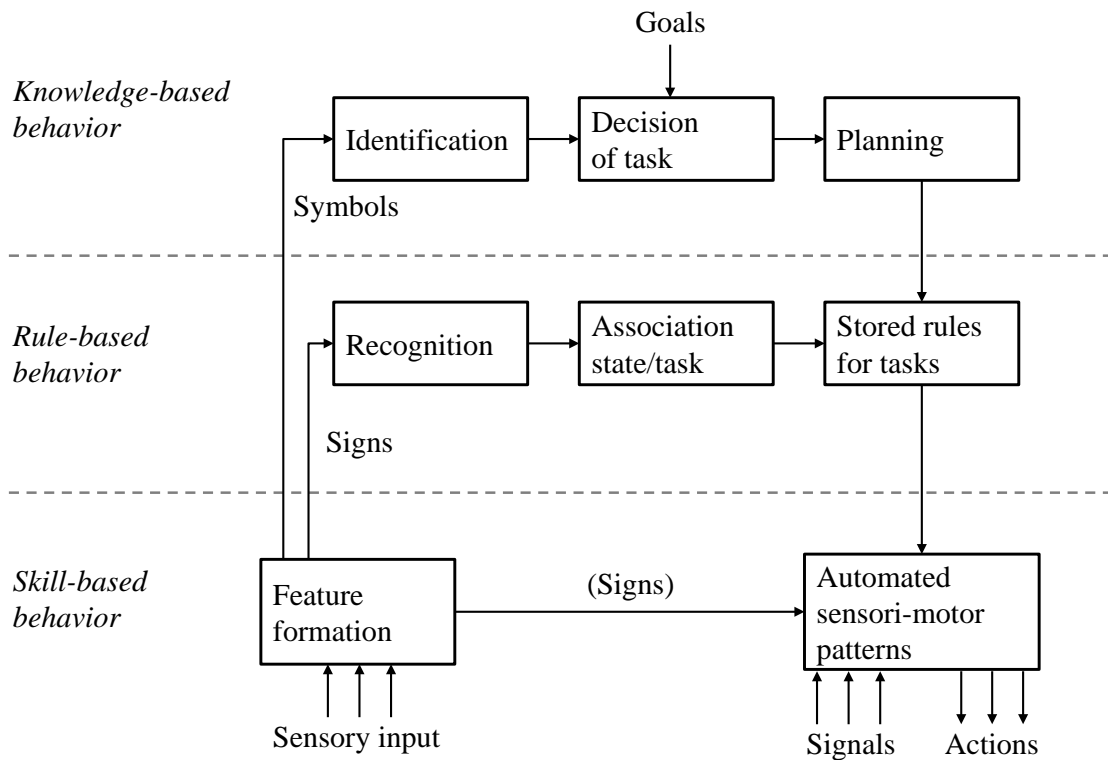 Goals
Knowledge-based
behavior
Identification
Decision
of task
Planning
Symbols
Rule-based
behavior
Recognition
Association
state/task
Stored rules
for tasks
Signs
Skill-based
behavior
Feature
formation
(Signs)
Automated
sensori-motor
patterns
Sensory input
Signals
Actions